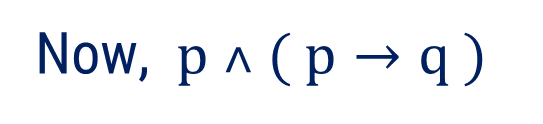 Now, p ∧ ( p → q )